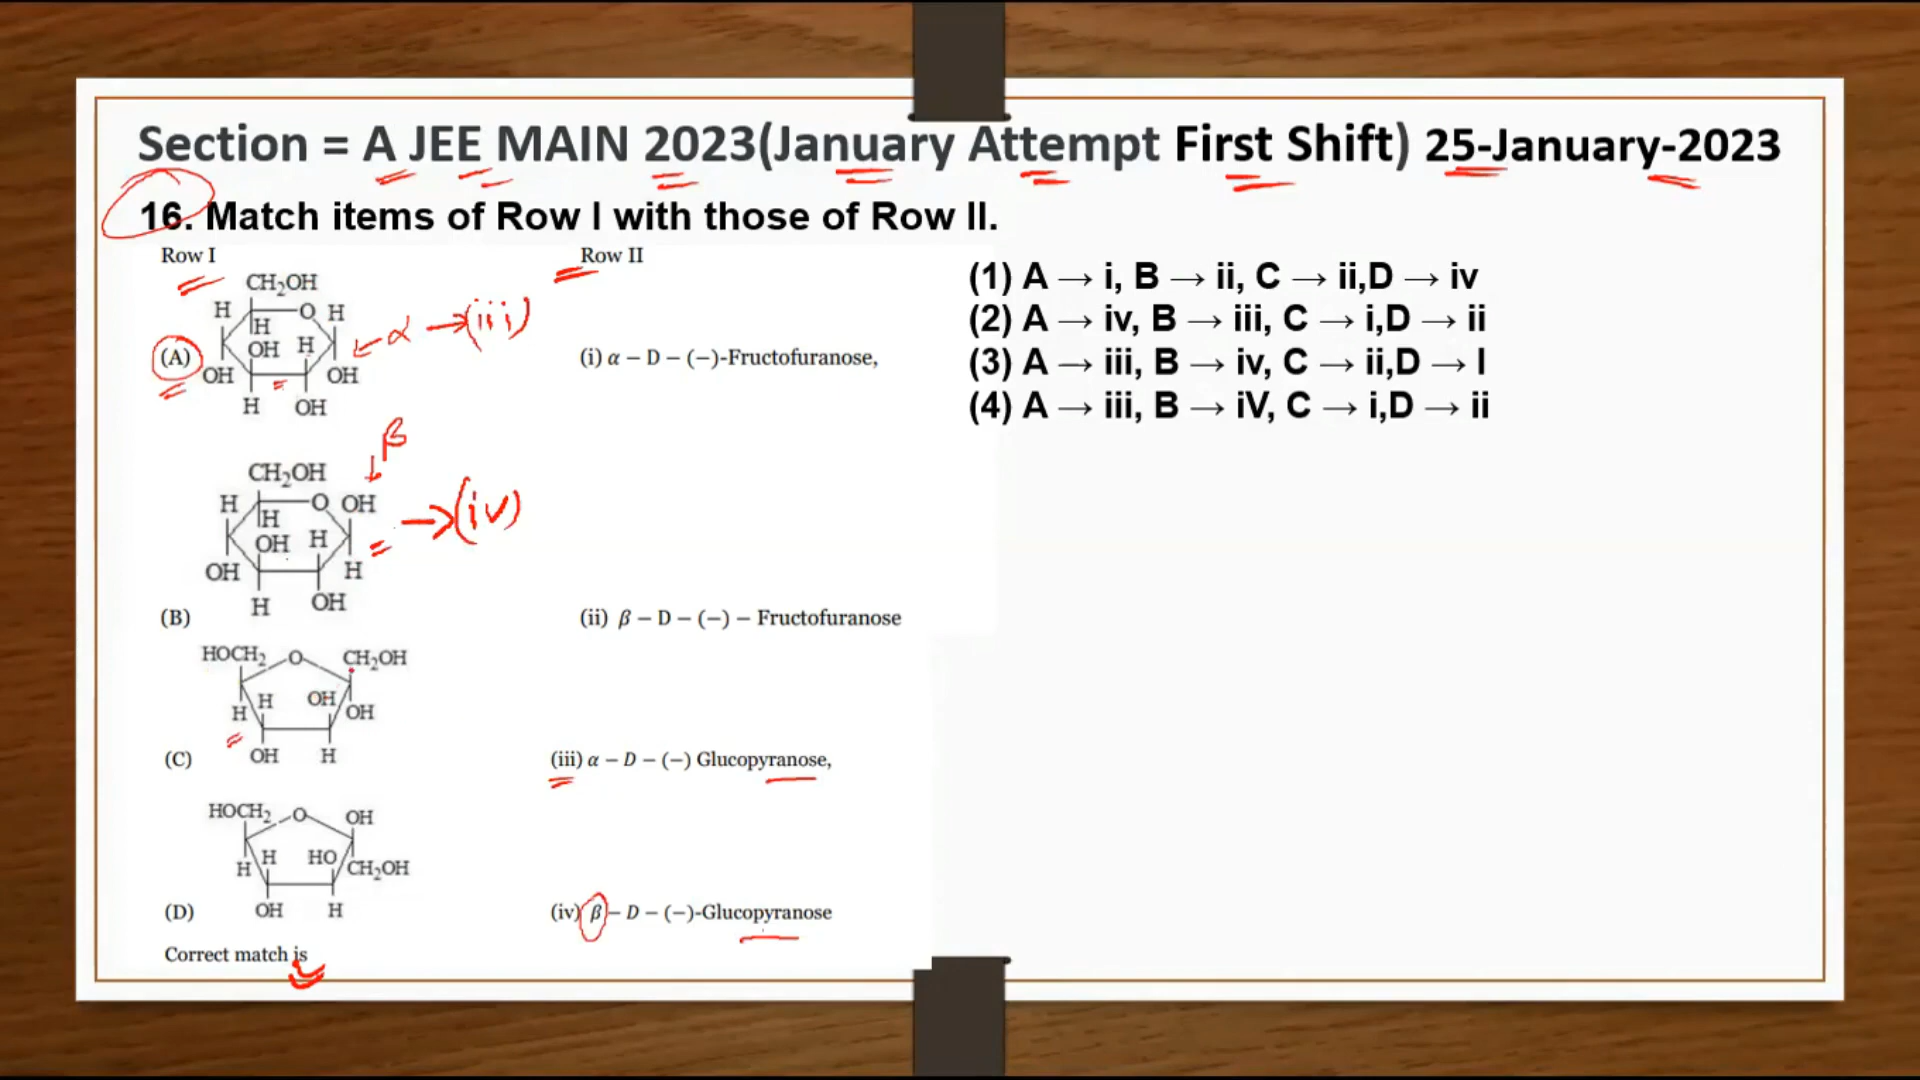 Section = A JEE MAIN 2023(January Attempt First Shift) 25-January-2023
16. Match items of Row I with those of Row II.
Row I
Row II
CH₂OH
H O H
H
OH H
(A) OH OH
H OH
α → (iii)
(i) α – D – (–)-Fructofuranose,
β
CH₂OH
H O OH
H
OH H
OH H
H OH
→ (iv)
(B)
(ii) β – D – (–) – Fructofuranose
HOCH₂ O CH₂OH
H OH
H OH
OH H
(C)
(iii) α – D – (–) Glucopyranose,
HOCH₂ O OH
H HO
H CH₂OH
OH H
(D)
(iv) β – D – (–)-Glucopyranose
Correct match is
(1) A → i, B → ii, C → ii,D → iv
(2) A → iv, B → iii, C → i,D → ii
(3) A → iii, B → iv, C → ii,D → I
(4) A → iii, B → iV, C → i,D → ii